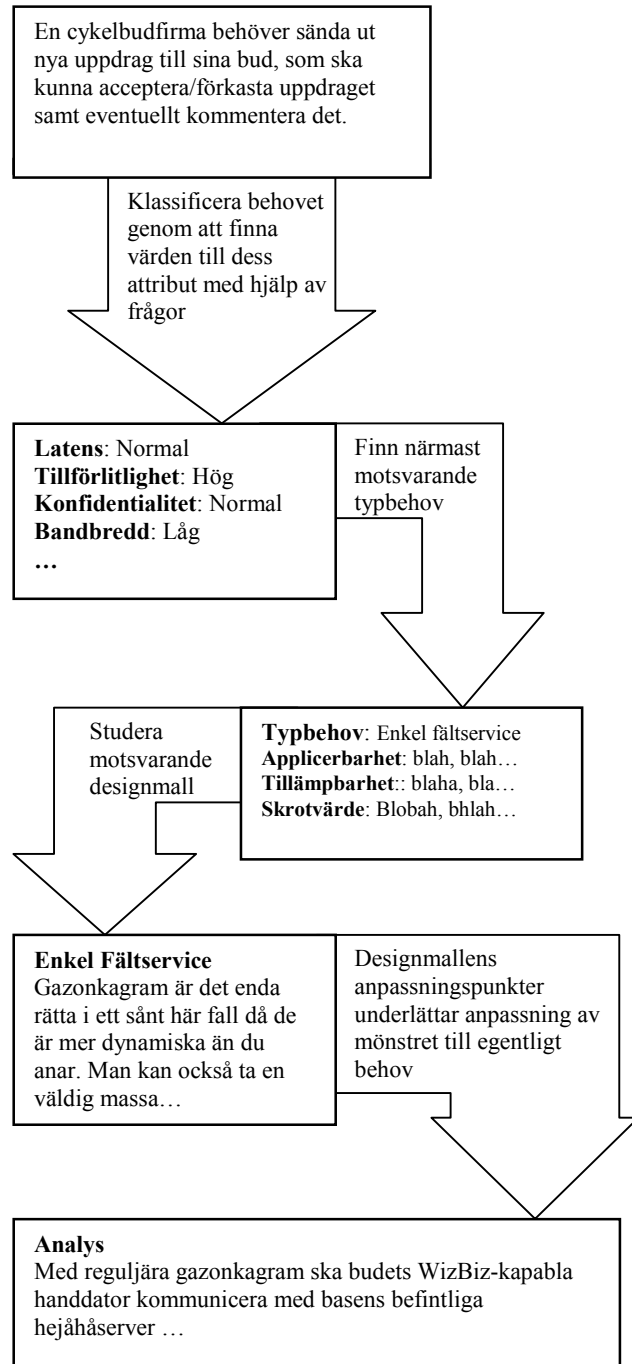 En cykelbudfirma behöver sända ut
nya uppdrag till sina bud, som ska
kunna acceptera/förkasta uppdraget
samt eventuellt kommentera det.
Klassificera behovet
genom att finna
värden till dess
attribut med hjälp av
frågor
Latens: Normal
Tillförlitlighet: Hög
Konfidentialitet: Normal
Bandbredd: Låg
…
Finn närmast
motsvarande
typbehov
Studera
motsvarande
designmall
Typbehov: Enkel fältservice
Applicerbarhet: blah, blah…
Tillämpbarhet:: blaha, bla…
Skrotvärde: Blobah, bhlah…
Enkel Fältservice
Gazonkagram är det enda
rätta i ett sånt här fall då de
är mer dynamiska än du
anar. Man kan också ta en
väldig massa…
Designmallens
anpassningspunkter
underlättar anpassning av
mönstret till egentligt
behov
Analys
Med reguljära gazonkagram ska budets WizBiz-kapabla
handdator kommunicera med basens befintliga
hejåhåserver …